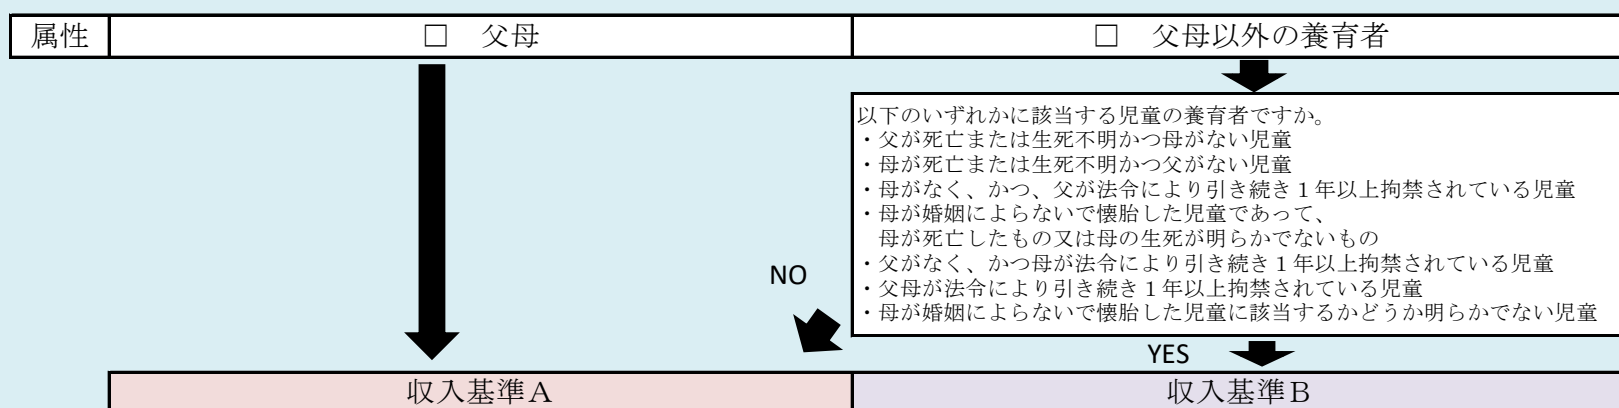 属性
□ 父母
□ 父母以外の養育者
以下のいずれかに該当する児童の養育者ですか。
・父が死亡または生死不明かつ母がない児童
・母が死亡または生死不明かつ父がない児童
・母がなく、かつ、父が法令により引き続き１年以上拘禁されている児童
・母が婚姻によらないで懐胎した児童であって、
母が死亡したもの又は母の生死が明らかでないもの
・父がなく、かつ母が法令により引き続き１年以上拘禁されている児童
・父母が法令により引き続き１年以上拘禁されている児童
・母が婚姻によらないで懐胎した児童に該当するかどうか明らかでない児童
NO
YES
収入基準Ａ
収入基準Ｂ